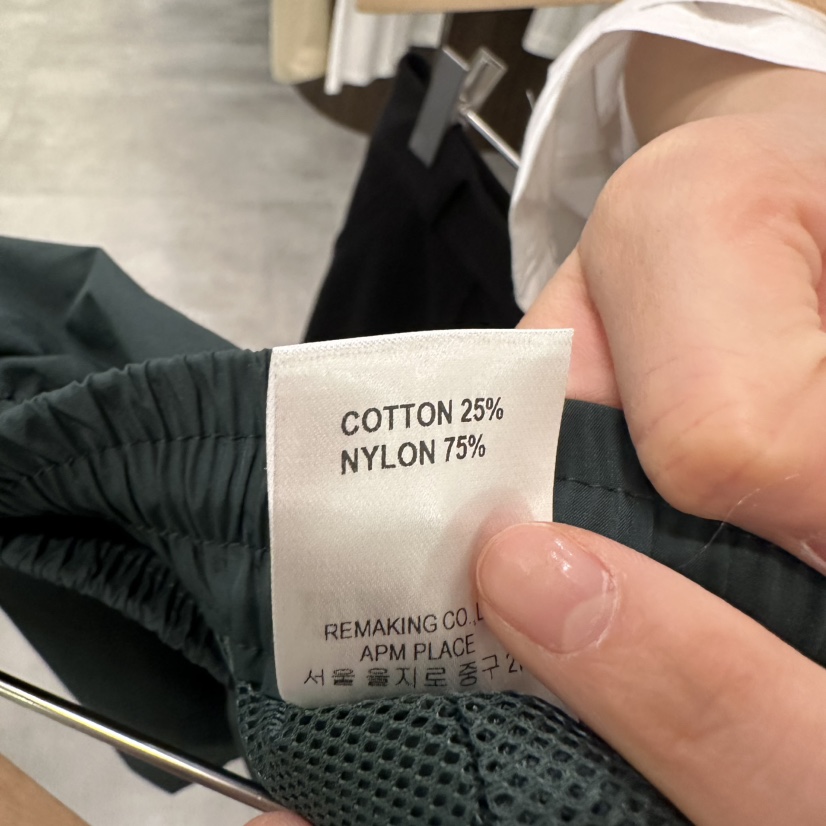 COTTON 25%
NYLON 75%
REMAKING CO.,
APM PLACE
서울 을지로 중구